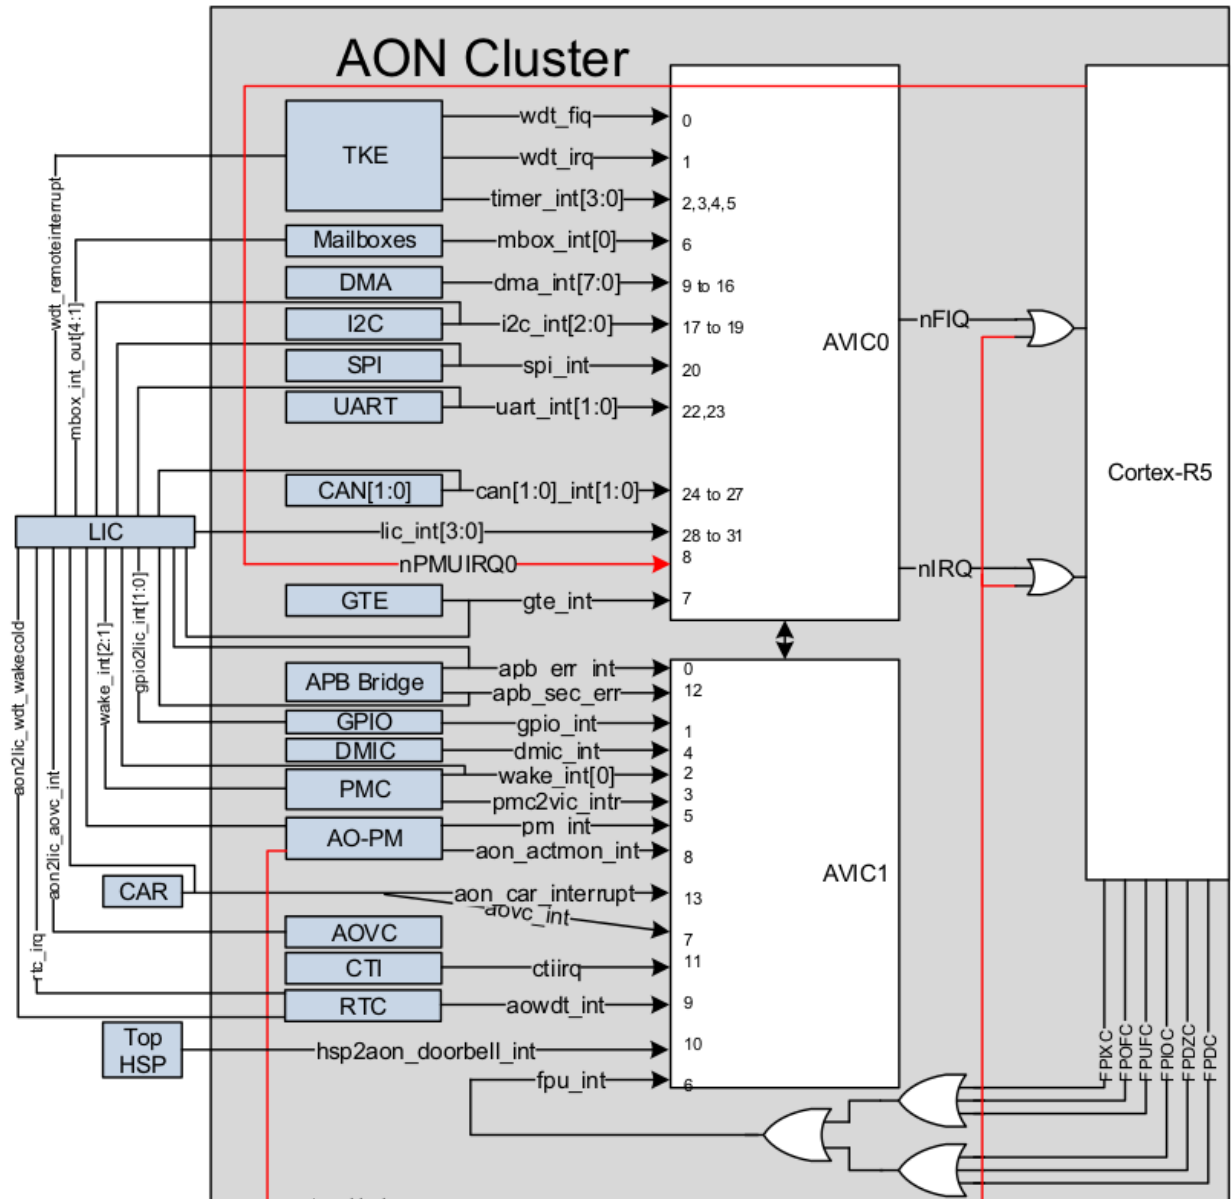 AON Cluster
TKE
wdt_fiq
0
wdt_irq
1
timer_int[3:0]
2,3,4,5
Mailboxes
mbox_int[0]
6
DMA
dma_int[7:0]
9 to 16
I2C
i2c_int[2:0]
17 to 19
SPI
spi_int
20
UART
uart_int[1:0]
22,23
CAN[1:0]
can[1:0]_int[1:0]
24 to 27
LIC
lic_int[3:0]
28 to 31
nPMUIRQ0
8
GTE
gte_int
7
AVIC0
nFIQ
nIRQ
Cortex-R5
wdt_remoteinterrupt
mbox_int_out[4:1]
APB Bridge
apb_err_int
0
apb_sec_err
12
GPIO
gpio_int
1
DMIC
dmic_int
4
PMC
wake_int[0]
2
pmc2vic_intr
3
AO-PM
pm_int
5
aon_actmon_int
8
CAR
aon_car_interrupt
13
aovc_int
7
AOVC
CTI
ctiirq
11
RTC
aowdt_int
9
Top
HSP
hsp2aon_doorbell_int
10
fpu_int
6
AVIC1
aon2lic_wdt_wakecold
rtc_irq
aon2lic_aovc_int
wake_int[2:1]
gpio2lic_int[1:0]
FPIXC
FPOFC
FPUFC
FPIOC
FPDZC
FPDC